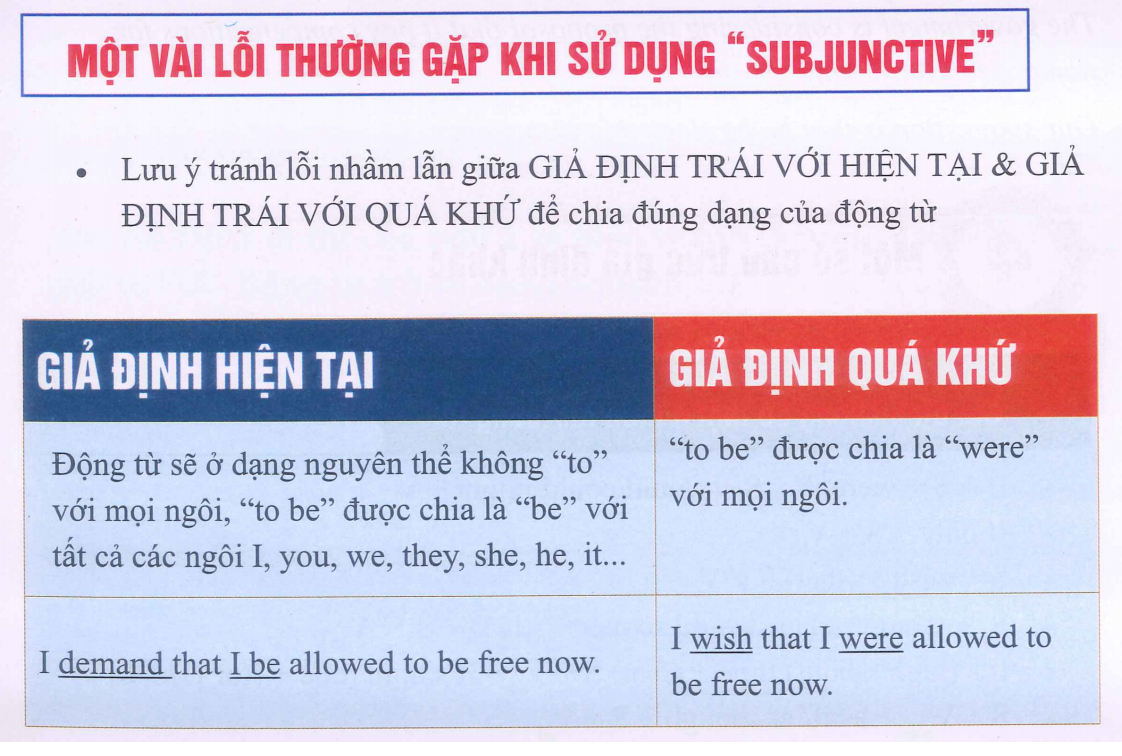 MỘT VÀI LỖI THƯỜNG GẶP KHI SỬ DỤNG “SUBJUNCTIVE”
• Lưu ý tránh lỗi nhầm lẫn giữa GIẢ ĐỊNH TRÁI VỚI HIỆN TẠI & GIẢ
ĐỊNH TRÁI VỚI QUÁ KHỨ để chia đúng dạng của động từ
GIẢ ĐỊNH HIỆN TẠI
GIẢ ĐỊNH QUÁ KHỨ
Động từ sẽ ở dạng nguyên thể không “to”
với mọi ngôi, “to be” được chia là “be” với
tất cả các ngôi I, you, we, they, she, he, it...
“to be” được chia là “were”
với mọi ngôi.
I demand that I be allowed to be free now.
I wish that I were allowed to
be free now.